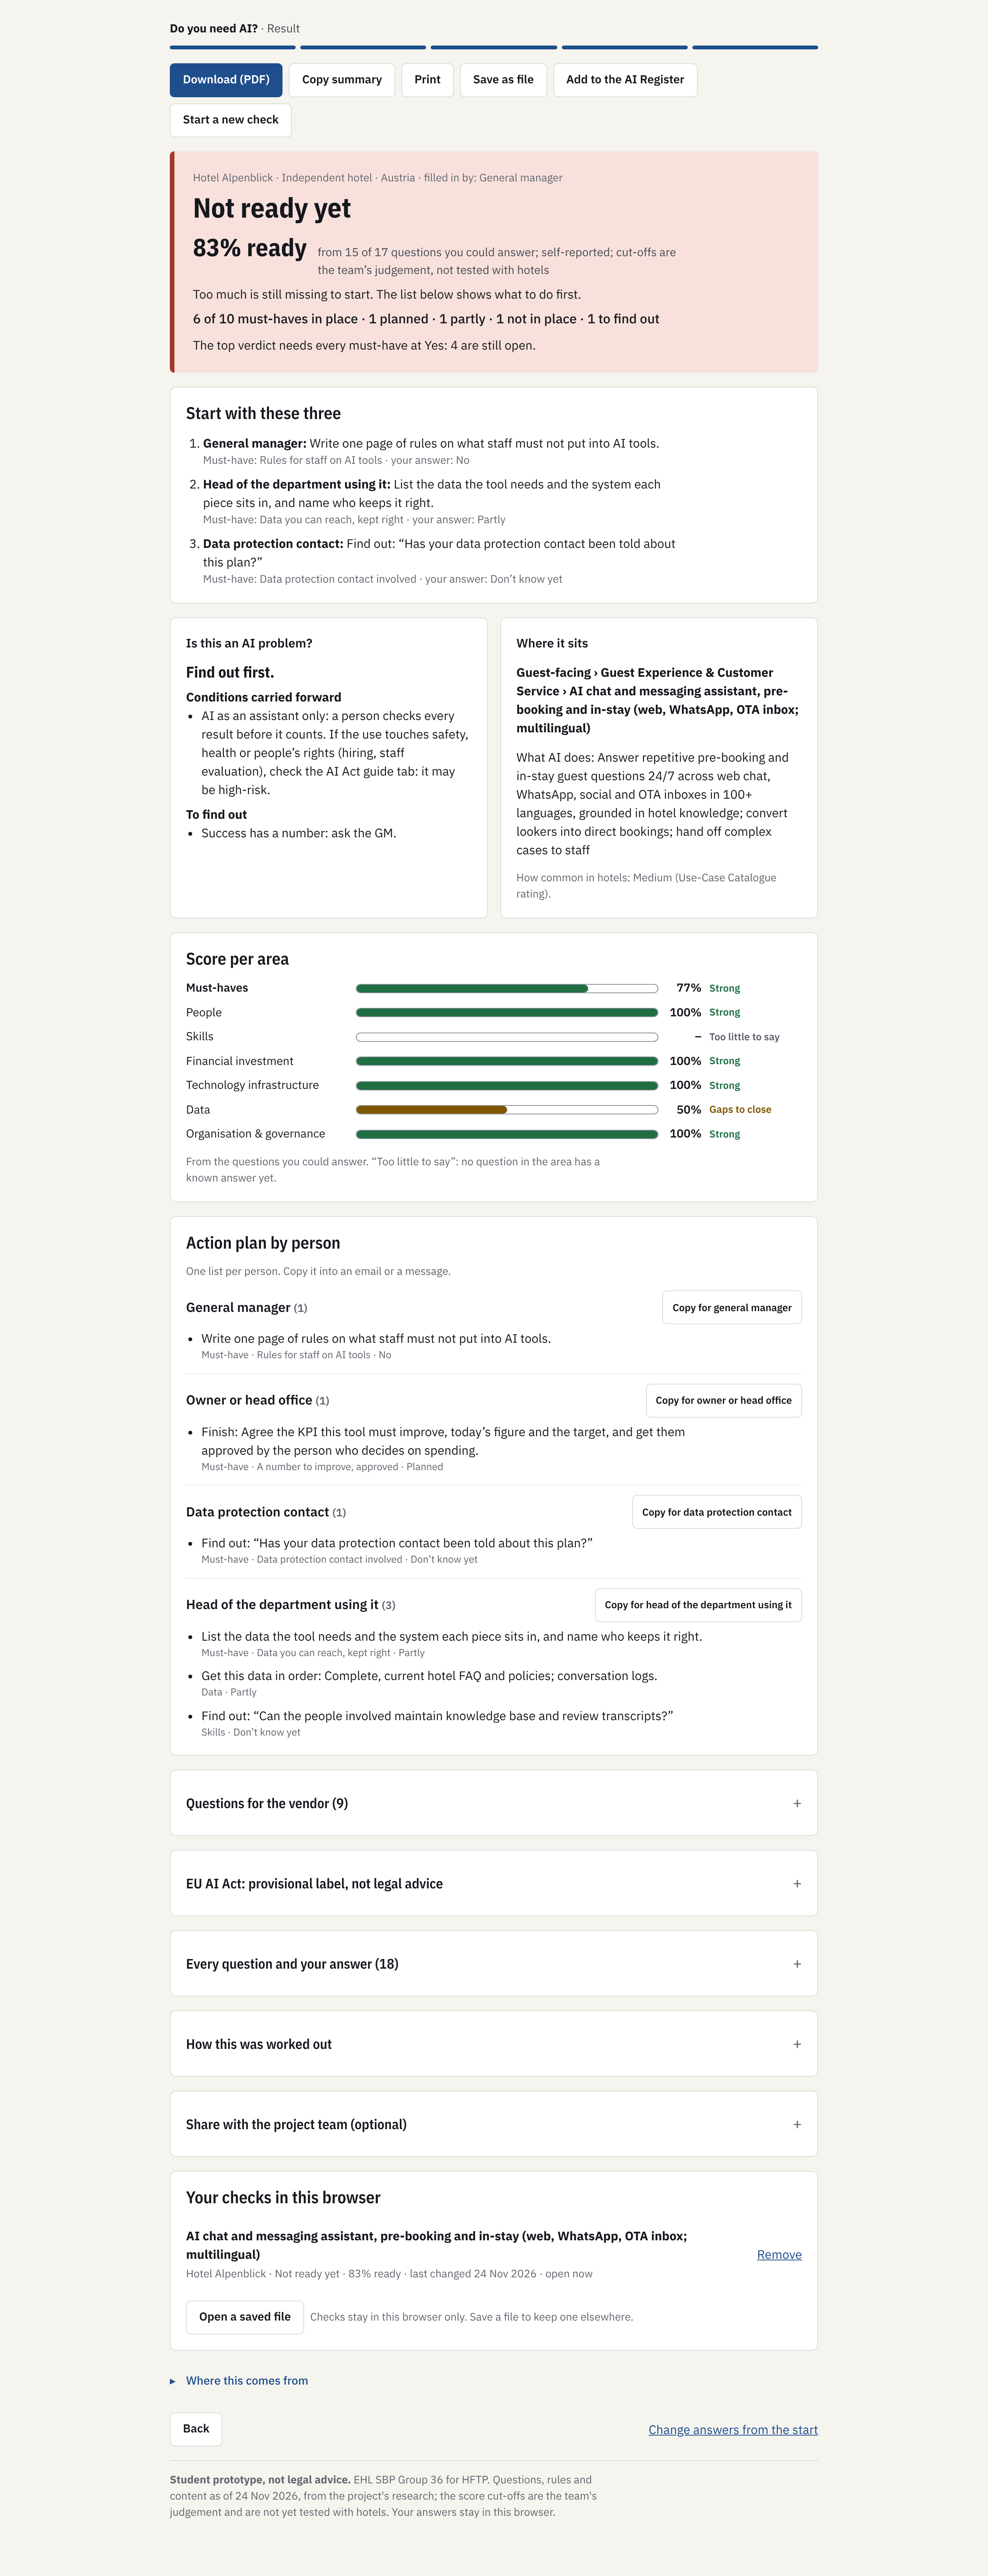 Do you need AI? · Result
Download (PDF)
Copy summary
Print
Save as file
Add to the AI Register
Start a new check
Hotel Alpenblick · Independent hotel · Austria · filled in by: General manager
Not ready yet
83% ready
from 15 of 17 questions you could answer; self-reported; cut-offs are
the team’s judgement, not tested with hotels
Too much is still missing to start. The list below shows what to do first.
6 of 10 must-haves in place · 1 planned · 1 partly · 1 not in place · 1 to find out
The top verdict needs every must-have at Yes: 4 are still open.
Start with these three
1. General manager: Write one page of rules on what staff must not put into AI tools.
Must-have: Rules for staff on AI tools · your answer: No
2. Head of the department using it: List the data the tool needs and the system each
piece sits in, and name who keeps it right.
Must-have: Data you can reach, kept right · your answer: Partly
3. Data protection contact: Find out: “Has your data protection contact been told about
this plan?”
Must-have: Data protection contact involved · your answer: Don’t know yet
Is this an AI problem?
Find out first.
Conditions carried forward
• AI as an assistant only: a person checks every
result before it counts. If the use touches safety,
health or people’s rights (hiring, staff
evaluation), check the AI Act guide tab: it may
be high-risk.
To find out
• Success has a number: ask the GM.
Where it sits
Guest-facing › Guest Experience & Customer
Service › AI chat and messaging assistant, pre-
booking and in-stay (web, WhatsApp, OTA inbox;
multilingual)
What AI does: Answer repetitive pre-booking and
in-stay guest questions 24/7 across web chat,
WhatsApp, social and OTA inboxes in 100+
languages, grounded in hotel knowledge; convert
lookers into direct bookings; hand off complex
cases to staff
How common in hotels: Medium (Use-Case Catalogue
rating).
Score per area
Must-haves 77% Strong
People 100% Strong
Skills – Too little to say
Financial investment 100% Strong
Technology infrastructure 100% Strong
Data 50% Gaps to close
Organisation & governance 100% Strong
From the questions you could answer. “Too little to say”: no question in the area has a
known answer yet.
Action plan by person
One list per person. Copy it into an email or a message.
General manager (1)
Copy for general manager
• Write one page of rules on what staff must not put into AI tools.
Must-have · Rules for staff on AI tools · No
Owner or head office (1)
Copy for owner or head office
• Finish: Agree the KPI this tool must improve, today’s figure and the target, and get them
approved by the person who decides on spending.
Must-have · A number to improve, approved · Planned
Data protection contact (1)
Copy for data protection contact
• Find out: “Has your data protection contact been told about this plan?”
Must-have · Data protection contact involved · Don’t know yet
Head of the department using it (3)
Copy for head of the department using it
• List the data the tool needs and the system each piece sits in, and name who keeps it right.
Must-have · Data you can reach, kept right · Partly
• Get this data in order: Complete, current hotel FAQ and policies; conversation logs.
Data · Partly
• Find out: “Can the people involved maintain knowledge base and review transcripts?”
Skills · Don’t know yet
Questions for the vendor (9) +
EU AI Act: provisional label, not legal advice +
Every question and your answer (18) +
How this was worked out +
Share with the project team (optional) +
Your checks in this browser
AI chat and messaging assistant, pre-booking and in-stay (web, WhatsApp, OTA inbox;
multilingual)
Remove
Hotel Alpenblick · Not ready yet · 83% ready · last changed 24 Nov 2026 · open now
Open a saved file
Checks stay in this browser only. Save a file to keep one elsewhere.
▸ Where this comes from
Back
Change answers from the start
Student prototype, not legal advice. EHL SBP Group 36 for HFTP. Questions, rules and
content as of 24 Nov 2026, from the project's research; the score cut-offs are the team's
judgement and are not yet tested with hotels. Your answers stay in this browser.